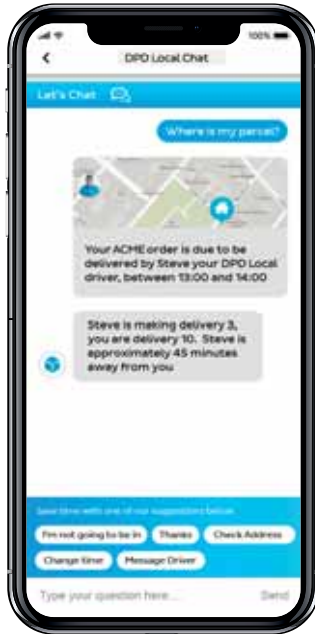 100%
DPD Local Chat
Let's Chat
Where is my parcel?
Your ACME order is due to be
delivered by Steve your DPD Local
driver, between 13:00 and 14:00
Steve is making delivery 3,
you are delivery 10. Steve is
approximately 45 minutes
away from you
Save time with one of our suggestions below
I'm not going to be in Thanks Check Address
Change time Message Driver
Type your question here... Send